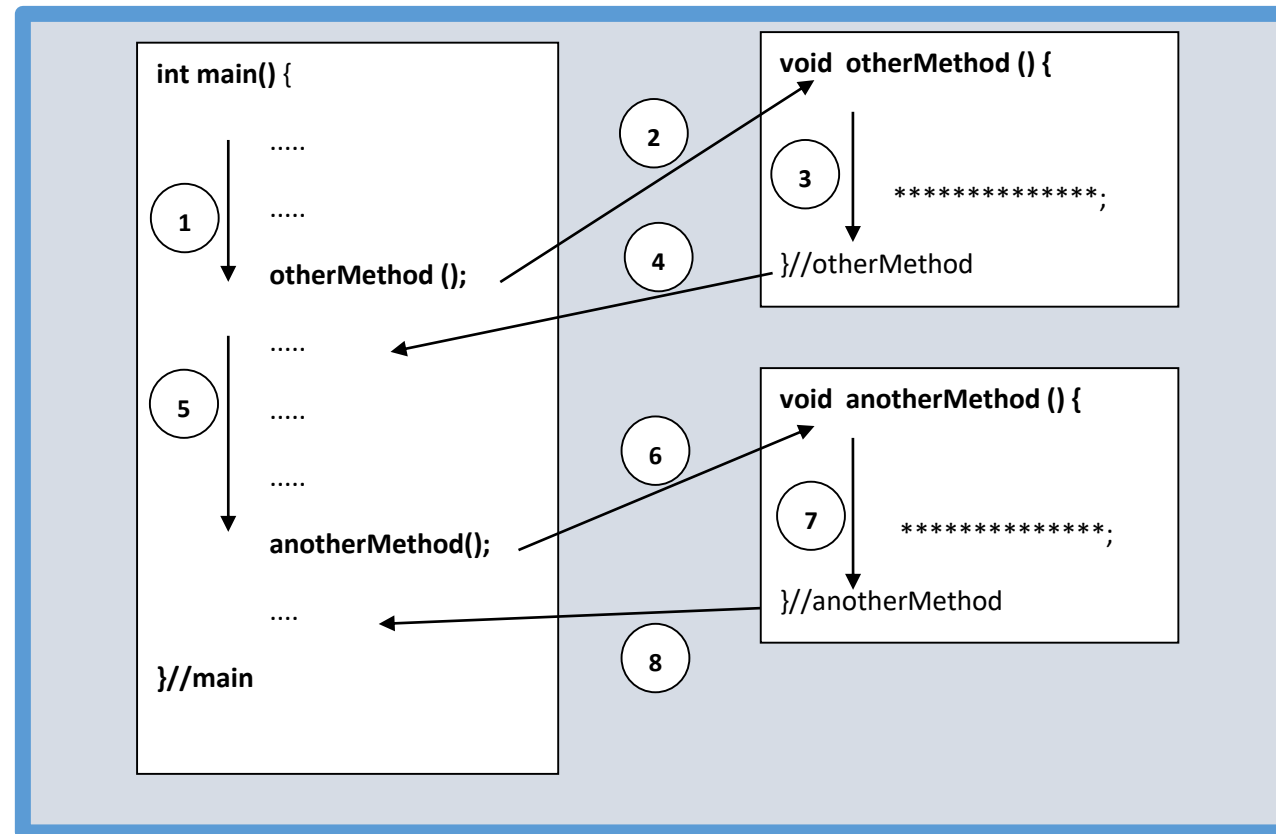 int main() {
.....
1
.....
otherMethod ();
.....
5
.....
.....
anotherMethod();
....
}//main
2
4
6
8
void otherMethod () {
3
**************;
}//otherMethod
void anotherMethod () {
7
**************;
}//anotherMethod